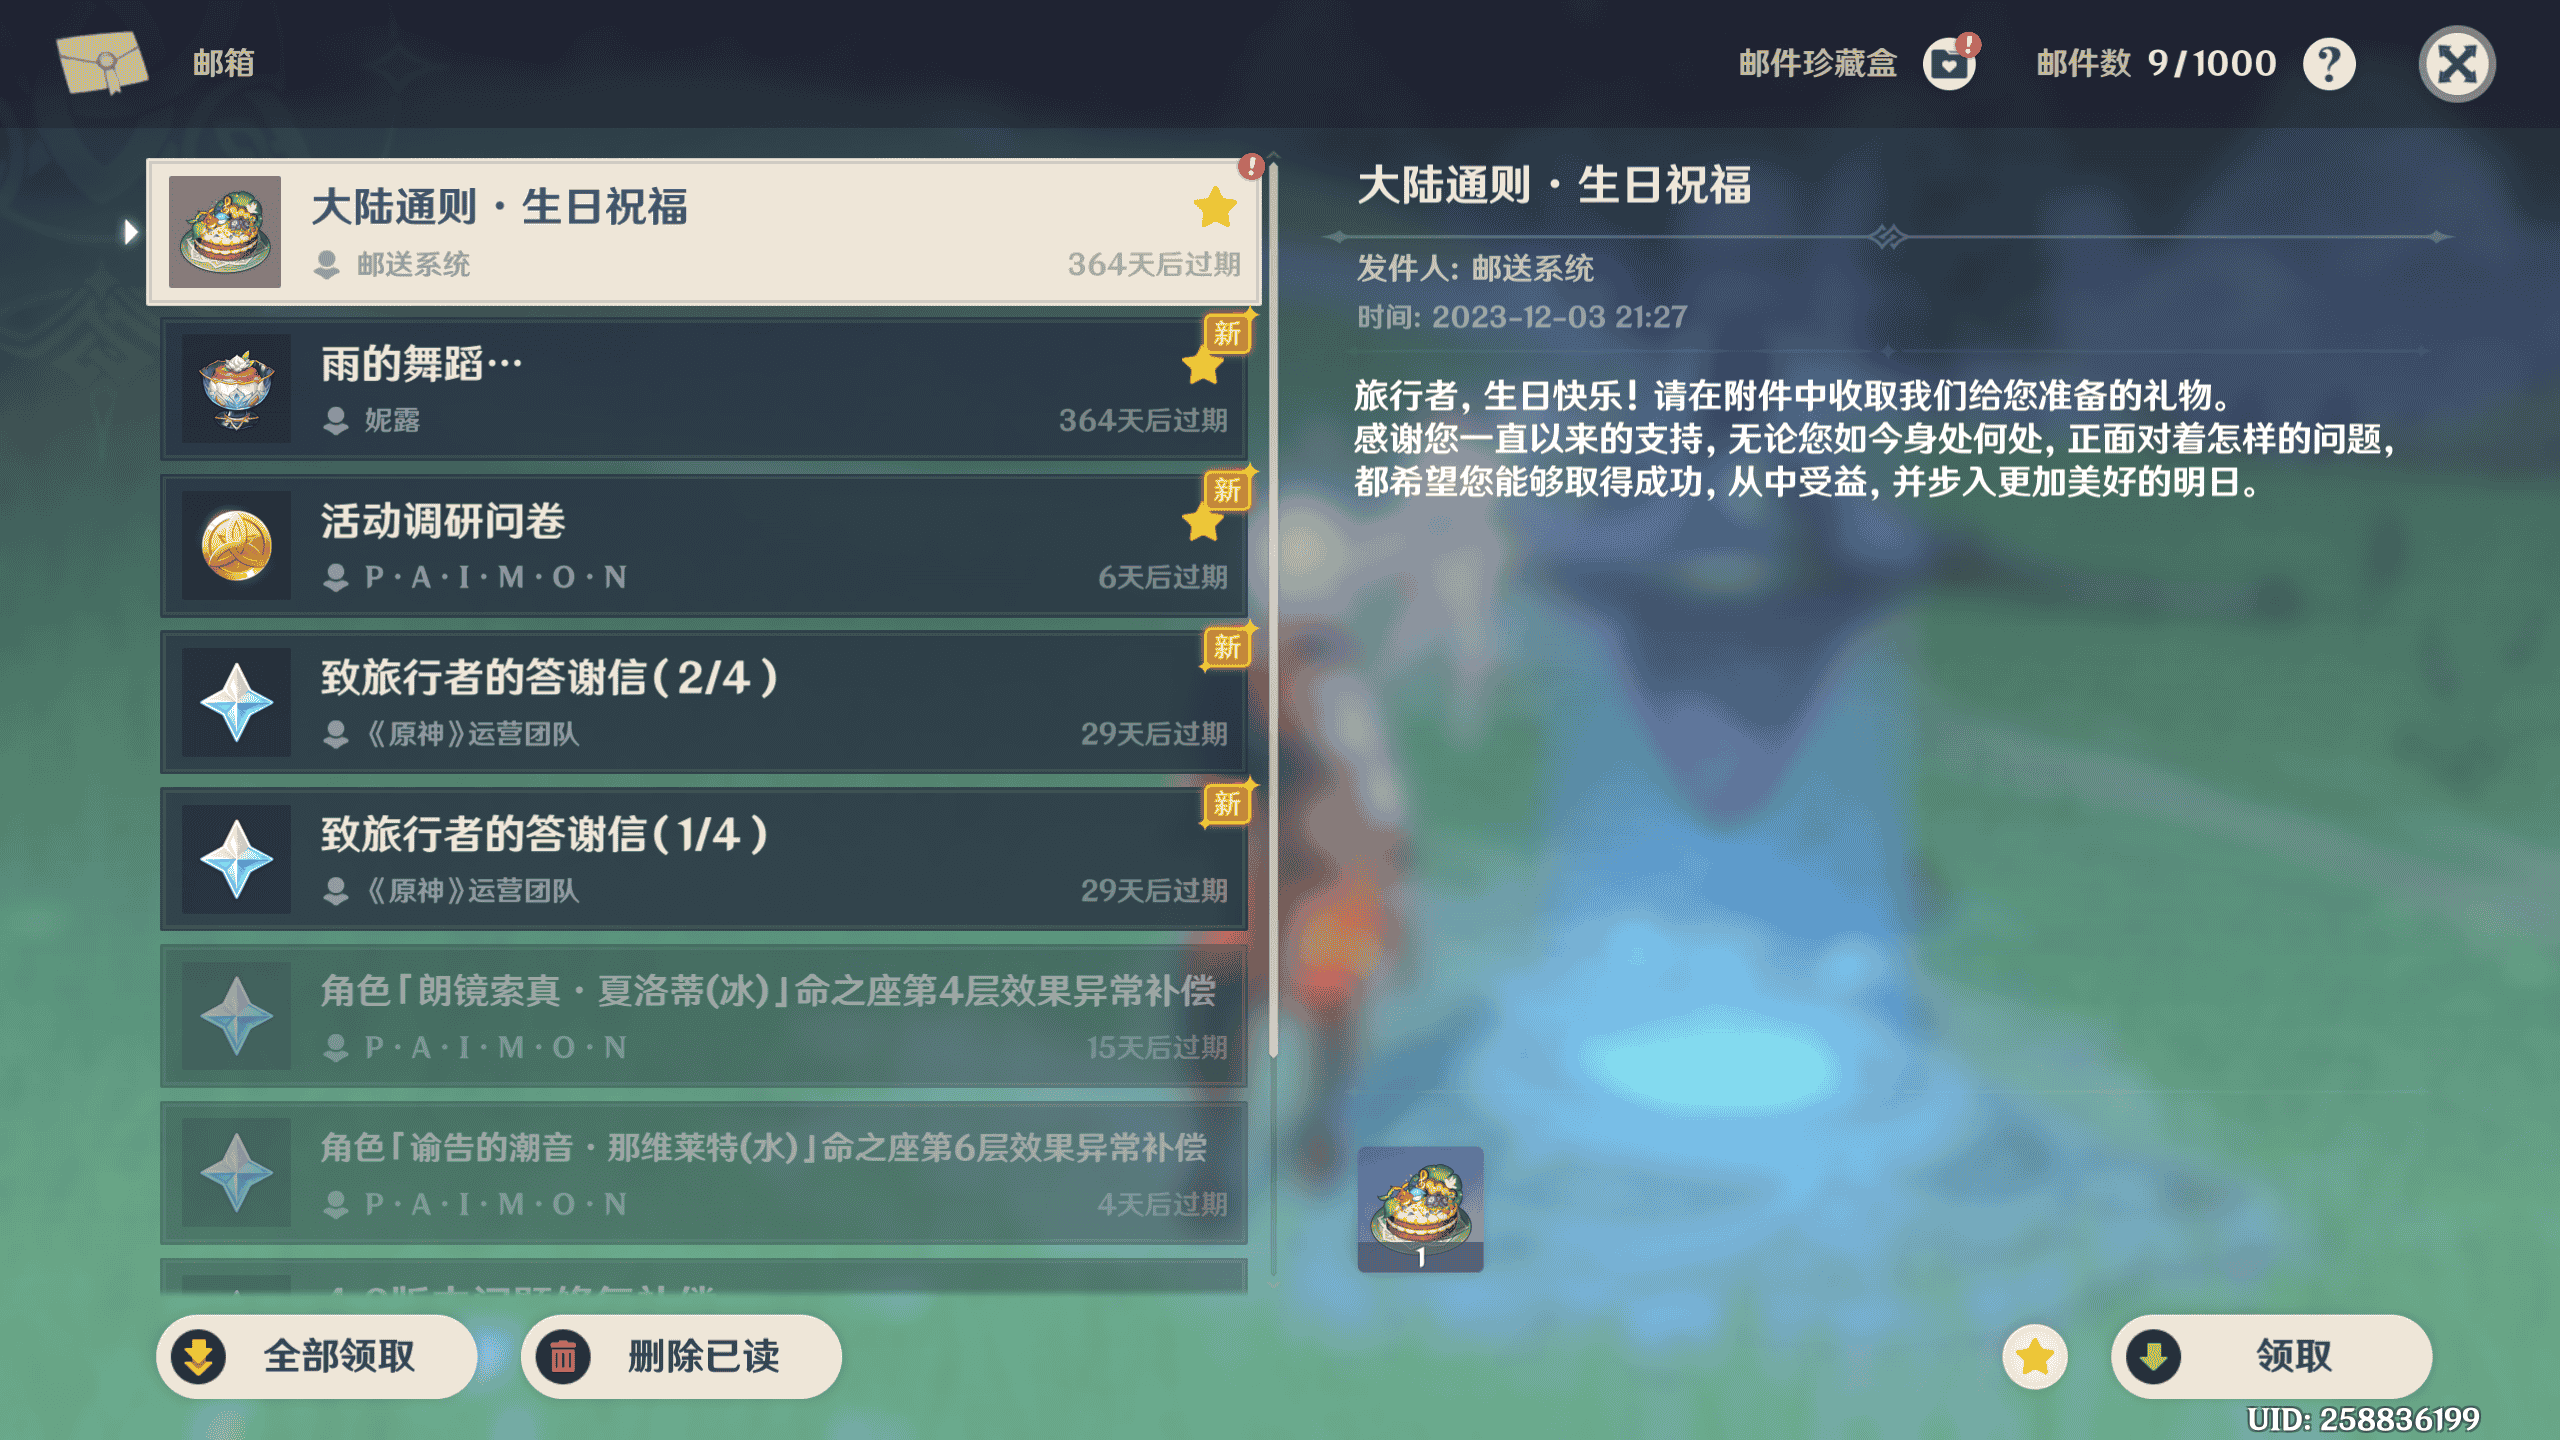 邮箱
邮件珍藏盒
邮件数 9/1000
大陆通则·生日祝福
邮送系统
364天后过期
新
雨的舞蹈…
妮露
364天后过期
新
活动调研问卷
P·A·I·M·O·N
6天后过期
新
致旅行者的答谢信(2/4)
《原神》运营团队
29天后过期
新
致旅行者的答谢信(1/4)
《原神》运营团队
29天后过期
角色「朗镜索真·夏洛蒂(冰)」命之座第4层效果异常补偿
P·A·I·M·O·N
15天后过期
角色「谕告的潮音·那维莱特(水)」命之座第6层效果异常补偿
P·A·I·M·O·N
4天后过期
全部领取
删除已读
大陆通则·生日祝福
发件人: 邮送系统
时间: 2023-12-03 21:27
旅行者, 生日快乐! 请在附件中收取我们给您准备的礼物。
感谢您一直以来的支持, 无论您如今身处何处, 正面对着怎样的问题,
都希望您能够取得成功, 从中受益, 并步入更加美好的明日。
1
领取
UID: 258836199